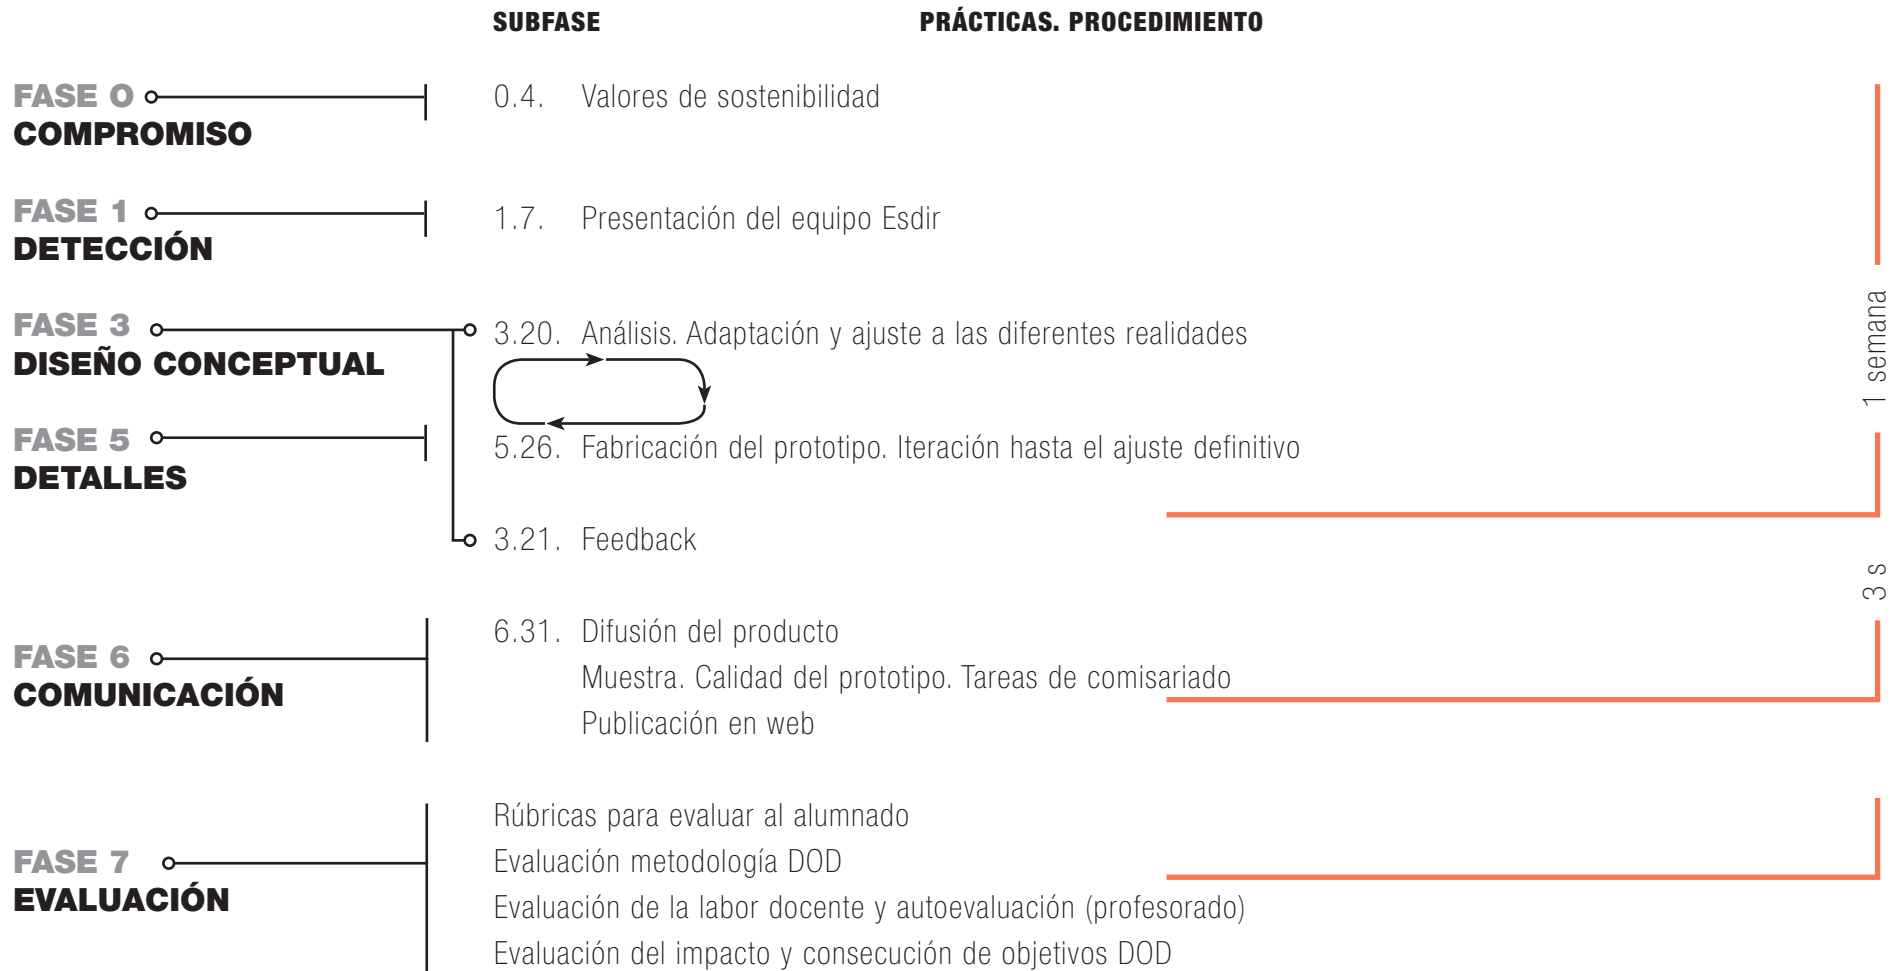 SUBFASE
PRÁCTICAS. PROCEDIMIENTO
FASE 0
COMPROMISO
0.4. Valores de sostenibilidad
FASE 1
DETECCIÓN
1.7. Presentación del equipo Esdir
FASE 3
DISEÑO CONCEPTUAL
3.20. Análisis. Adaptación y ajuste a las diferentes realidades
FASE 5
DETALLES
5.26. Fabricación del prototipo. Iteración hasta el ajuste definitivo
3.21. Feedback
1 semana
3 s
FASE 6
COMUNICACIÓN
6.31. Difusión del producto
Muestra. Calidad del prototipo. Tareas de comisariado
Publicación en web
FASE 7
EVALUACIÓN
Rúbricas para evaluar al alumnado
Evaluación metodología DOD
Evaluación de la labor docente y autoevaluación (profesorado)
Evaluación del impacto y consecución de objetivos DOD